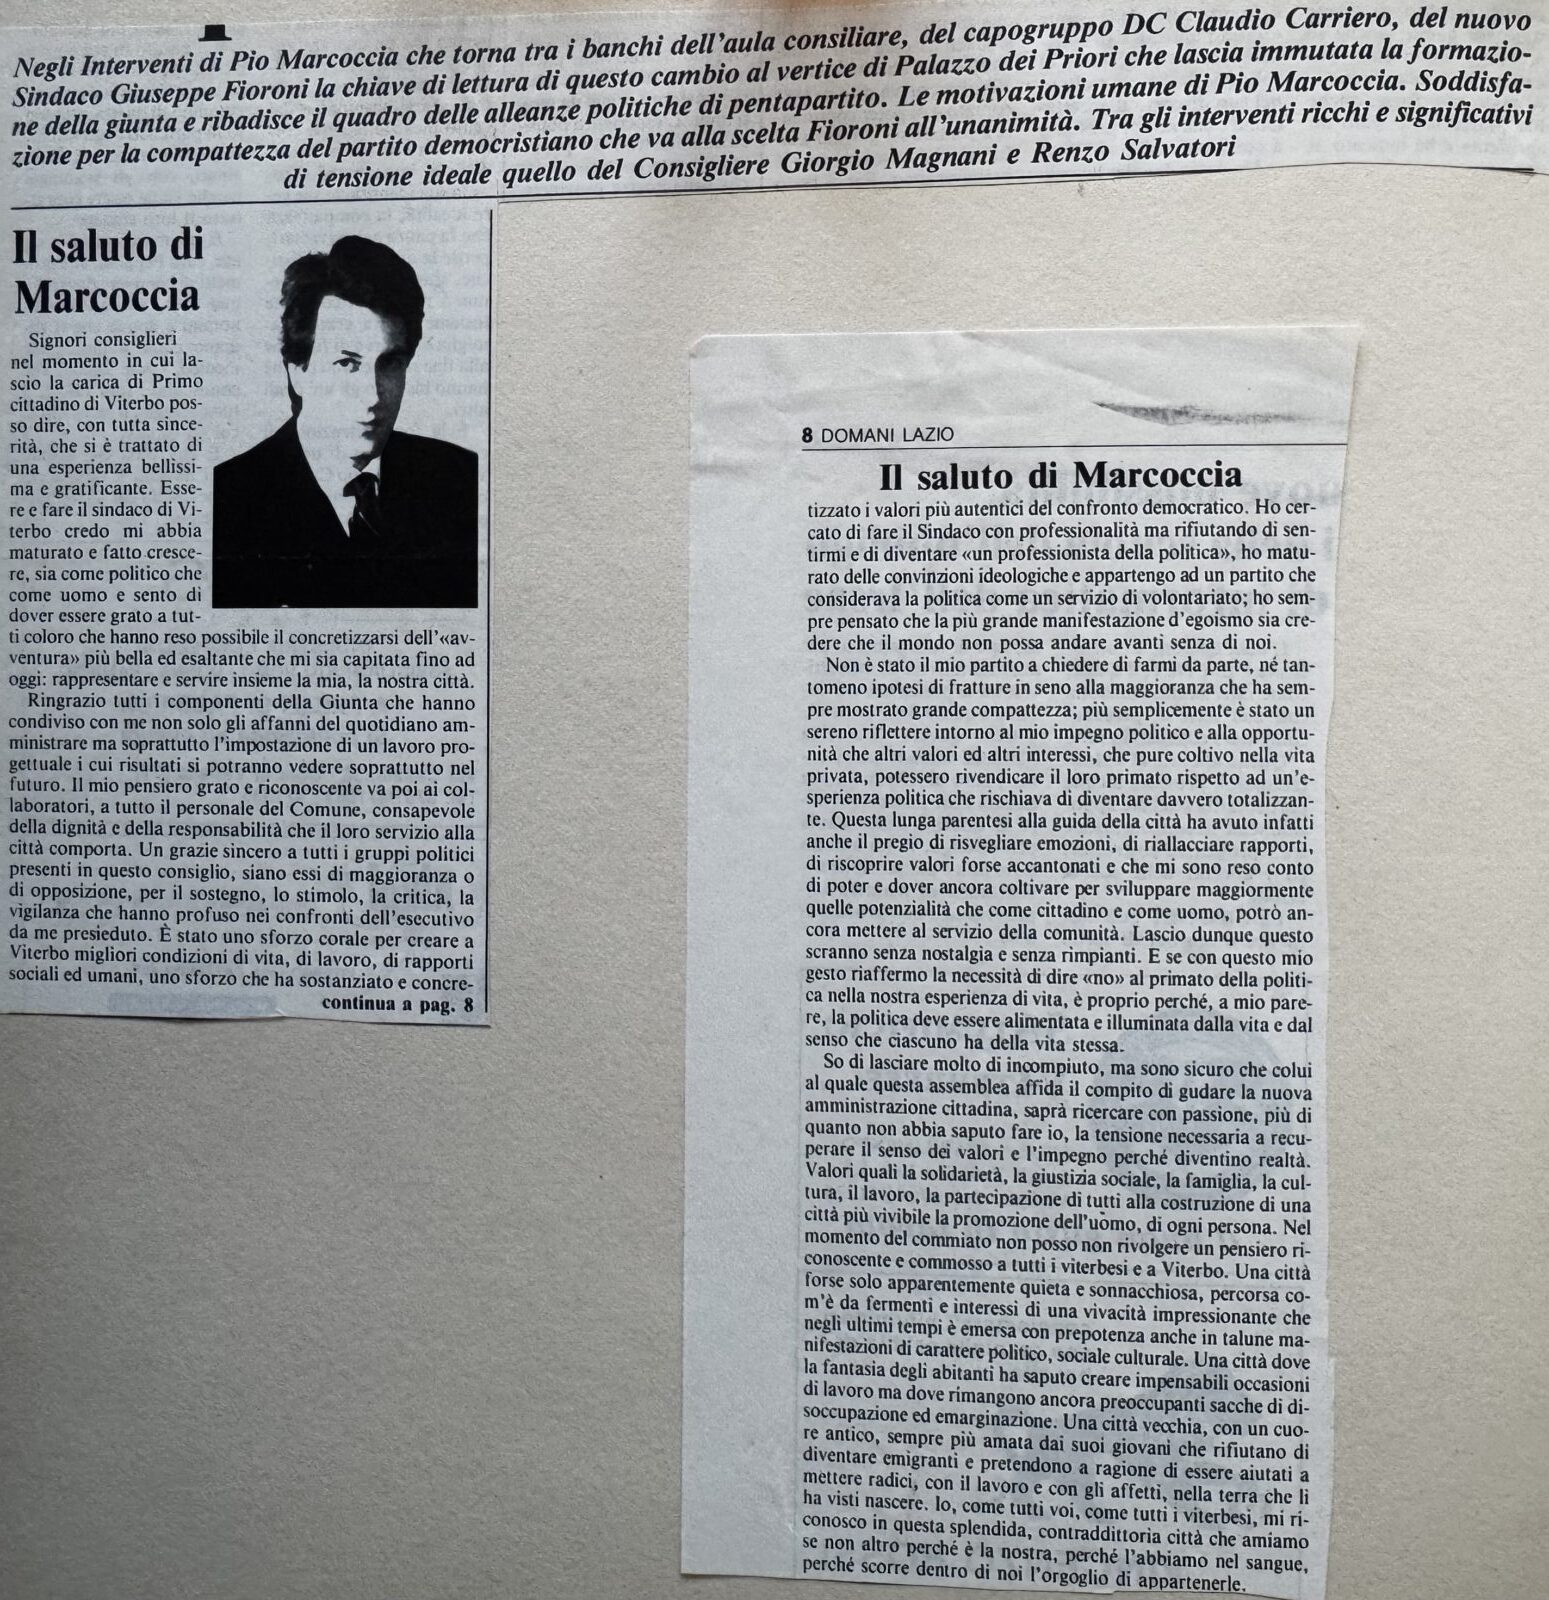 Negli Interventi di Pio Marcoccia che torna tra i banchi dell'aula consiliare, del capogruppo DC Claudio Carriero, del nuovo
Sindaco Giuseppe Fioroni la chiave di lettura di questo cambio al vertice di Palazzo dei Priori che lascia immutata la formazio-
ne della giunta e ribadisce il quadro delle alleanze politiche di pentapartito. Le motivazioni umane di Pio Marcoccia. Soddisfa-
zione per la compattezza del partito democristiano che va alla scelta Fioroni all'unanimità. Tra gli interventi ricchi e significativi
di tensione ideale quello del Consigliere Giorgio Magnani e Renzo Salvatori
Il saluto di
Marcoccia
Signori consiglieri
nel momento in cui la-
scio la carica di Primo
cittadino di Viterbo pos-
so dire, con tutta since-
rità, che si è trattato di
una esperienza bellissi-
ma e gratificante. Esse-
re e fare il sindaco di Vi-
terbo credo mi abbia
maturato e fatto cresce-
re, sia come politico che
come uomo e sento di
dover essere grato a tut-
ti coloro che hanno reso possibile il concretizzarsi dell'«av-
ventura» più bella ed esaltante che mi sia capitata fino ad
oggi: rappresentare e servire insieme la mia, la nostra città.
Ringrazio tutti i componenti della Giunta che hanno
condiviso con me non solo gli affanni del quotidiano am-
ministrare ma soprattutto l'impostazione di un lavoro pro-
gettuale i cui risultati si potranno vedere soprattutto nel
futuro. Il mio pensiero grato e riconoscente va poi ai col-
laboratori, a tutto il personale del Comune, consapevole
della dignità e della responsabilità che il loro servizio alla
città comporta. Un grazie sincero a tutti i gruppi politici
presenti in questo consiglio, siano essi di maggioranza o
di opposizione, per il sostegno, lo stimolo, la critica, la
vigilanza che hanno profuso nei confronti dell'esecutivo
da me presieduto. È stato uno sforzo corale per creare a
Viterbo migliori condizioni di vita, di lavoro, di rapporti
sociali ed umani, uno sforzo che ha sostanziato e concre-
continua a pag. 8
8 DOMANI LAZIO
Il saluto di Marcoccia
tizzato i valori più autentici del confronto democratico. Ho cer-
cato di fare il Sindaco con professionalità ma rifiutando di sen-
tirmi e di diventare «un professionista della politica», ho matu-
rato delle convinzioni ideologiche e appartengo ad un partito che
considerava la politica come un servizio di volontariato; ho sem-
pre pensato che la più grande manifestazione d'egoismo sia cre-
dere che il mondo non possa andare avanti senza di noi.
Non è stato il mio partito a chiedere di farmi da parte, né tan-
tomeno ipotesi di fratture in seno alla maggioranza che ha sem-
pre mostrato grande compattezza; più semplicemente è stato un
sereno riflettere intorno al mio impegno politico e alla opportu-
nità che altri valori ed altri interessi, che pure coltivo nella vita
privata, potessero rivendicare il loro primato rispetto ad un'e-
sperienza politica che rischiava di diventare davvero totalizzan-
te. Questa lunga parentesi alla guida della città ha avuto infatti
anche il pregio di risvegliare emozioni, di riallacciare rapporti,
di riscoprire valori forse accantonati e che mi sono reso conto
di poter e dover ancora coltivare per sviluppare maggiormente
quelle potenzialità che come cittadino e come uomo, potrò an-
cora mettere al servizio della comunità. Lascio dunque questo
scranno senza nostalgia e senza rimpianti. E se con questo mio
gesto riaffermo la necessità di dire «no» al primato della politi-
ca nella nostra esperienza di vita, è proprio perché, a mio pare-
re, la politica deve essere alimentata e illuminata dalla vita e dal
senso che ciascuno ha della vita stessa.
So di lasciare molto di incompiuto, ma sono sicuro che colui
al quale questa assemblea affida il compito di gudare la nuova
amministrazione cittadina, saprà ricercare con passione, più di
quanto non abbia saputo fare io, la tensione necessaria a recu-
perare il senso dei valori e l'impegno perché diventino realtà.
Valori quali la solidarietà, la giustizia sociale, la famiglia, la cul-
tura, il lavoro, la partecipazione di tutti alla costruzione di una
città più vivibile la promozione dell'uomo, di ogni persona. Nel
momento del commiato non posso non rivolgere un pensiero ri-
conoscente e commosso a tutti i viterbesi e a Viterbo. Una città
forse solo apparentemente quieta e sonnacchiosa, percorsa co-
m'è da fermenti e interessi di una vivacità impressionante che
negli ultimi tempi è emersa con prepotenza anche in talune ma-
nifestazioni di carattere politico, sociale culturale. Una città dove
la fantasia degli abitanti ha saputo creare impensabili occasioni
di lavoro ma dove rimangono ancora preoccupanti sacche di di-
soccupazione ed emarginazione. Una città vecchia, con un cuo-
re antico, sempre più amata dai suoi giovani che rifiutano di
diventare emigranti e pretendono a ragione di essere aiutati a
mettere radici, con il lavoro e con gli affetti, nella terra che li
ha visti nascere. Io, come tutti voi, come tutti i viterbesi, mi ri-
conosco in questa splendida, contraddittoria città che amiamo
se non altro perché è la nostra, perché l'abbiamo nel sangue,
perché scorre dentro di noi l'orgoglio di appartenerle.